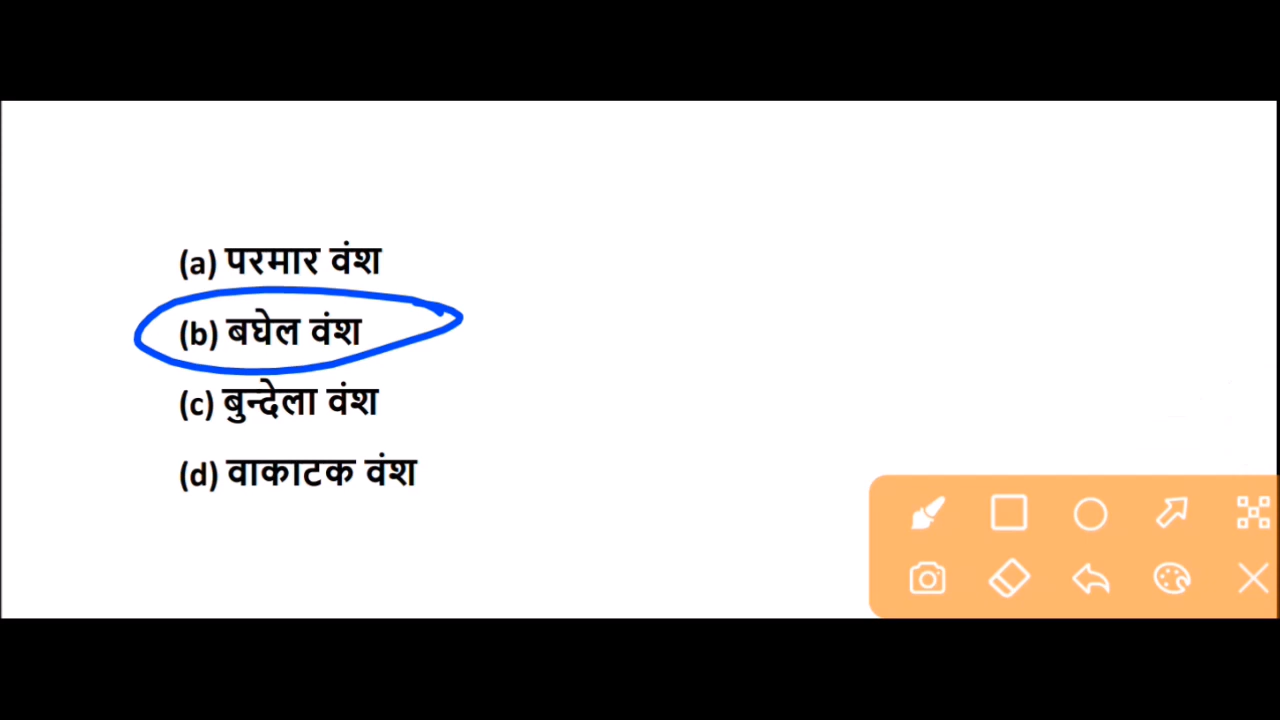 (a) परमार वंश
(b) बघेल वंश
(c) बुन्देला वंश
(d) वाकाटक वंश